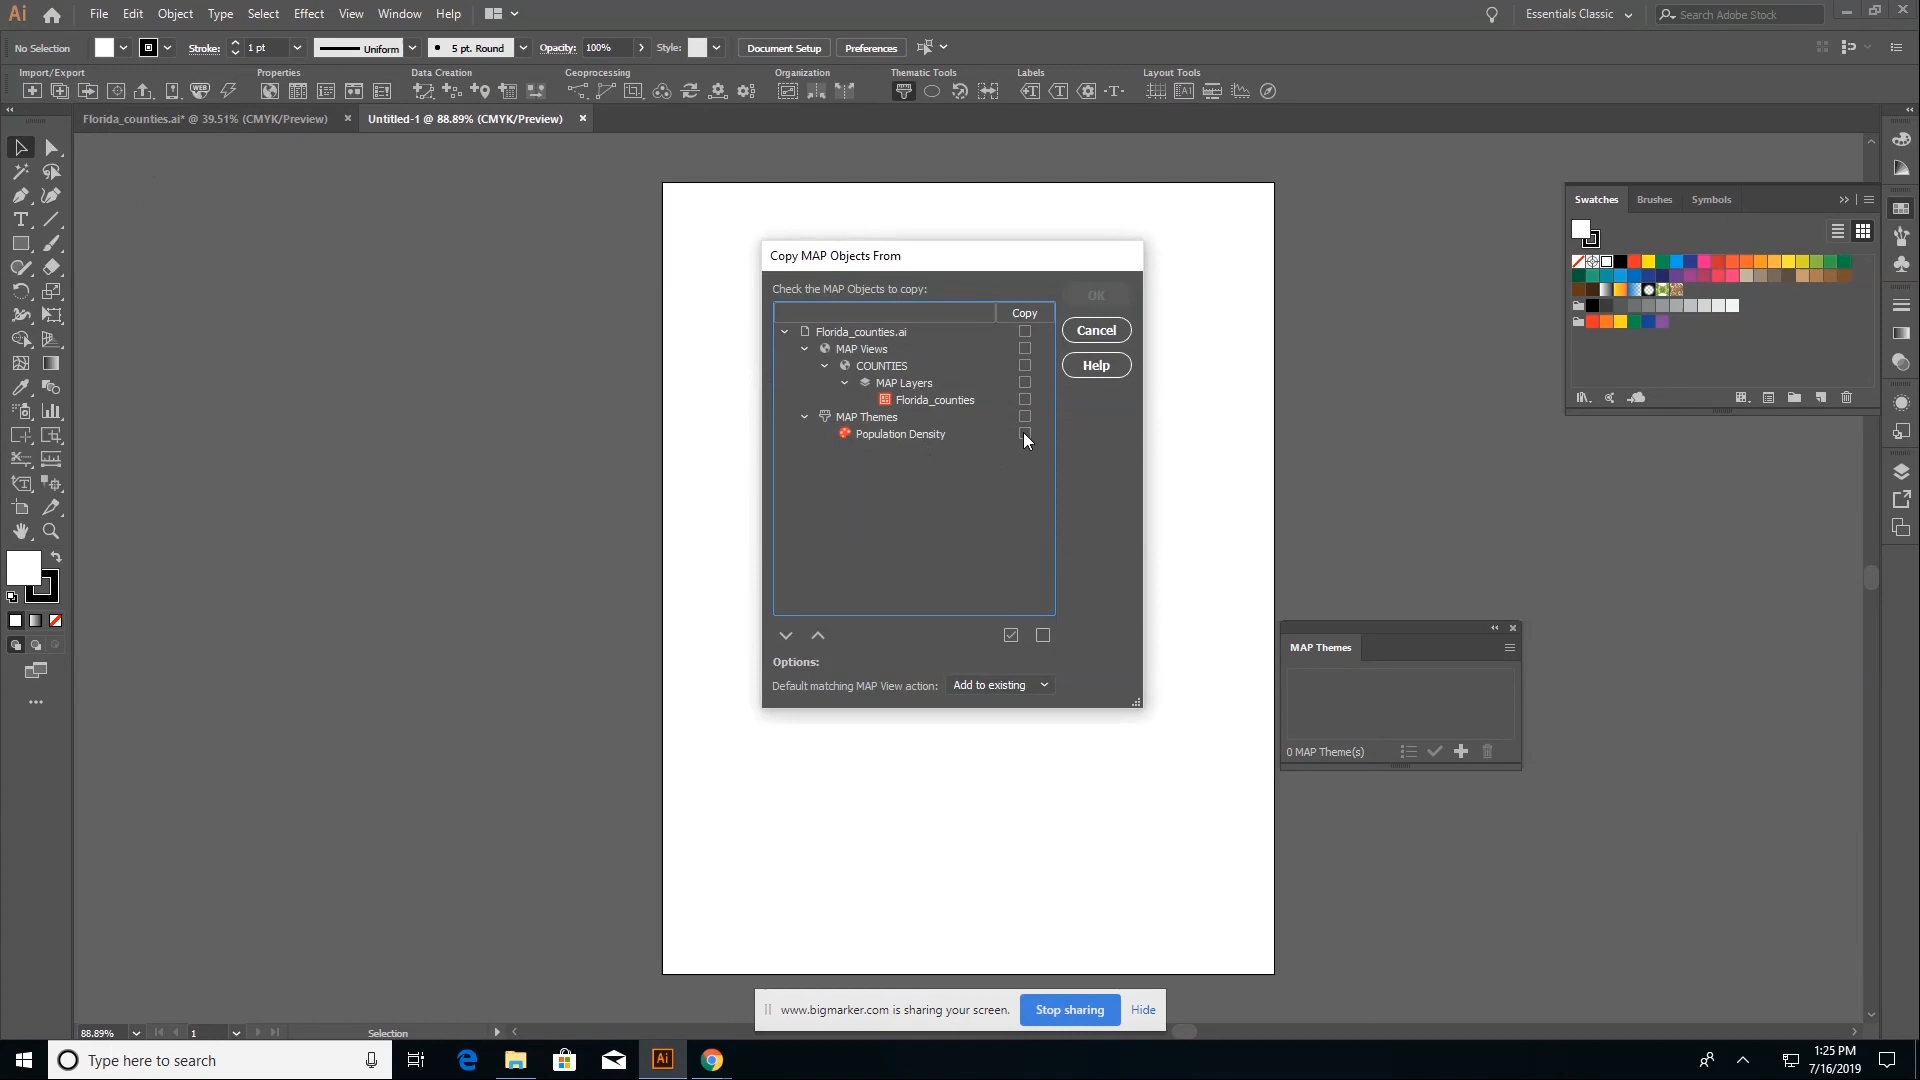 Ai File Edit Object Type Select Effect View Window Help Essentials Classic Search Adobe Stock
No Selection Stroke: 1 pt Uniform 5 pt. Round Opacity: 100% Style: Document Setup Preferences
Import/Export Properties Data Creation Geoprocessing Organization Thematic Tools Labels Layout Tools
Florida_counties.ai* @ 39.51% (CMYK/Preview) Untitled-1 @ 88.89% (CMYK/Preview)
Swatches Brushes Symbols
Copy MAP Objects From
Check the MAP Objects to copy:
OK
Copy
Cancel
Florida_counties.ai
MAP Views
COUNTIES
Help
MAP Layers
Florida_counties
MAP Themes
Population Density
Options:
Default matching MAP View action: Add to existing
MAP Themes
0 MAP Theme(s)
www.bigmarker.com is sharing your screen. Stop sharing Hide
88.89% 1 Selection
Type here to search
Ai
1:25 PM
7/16/2019